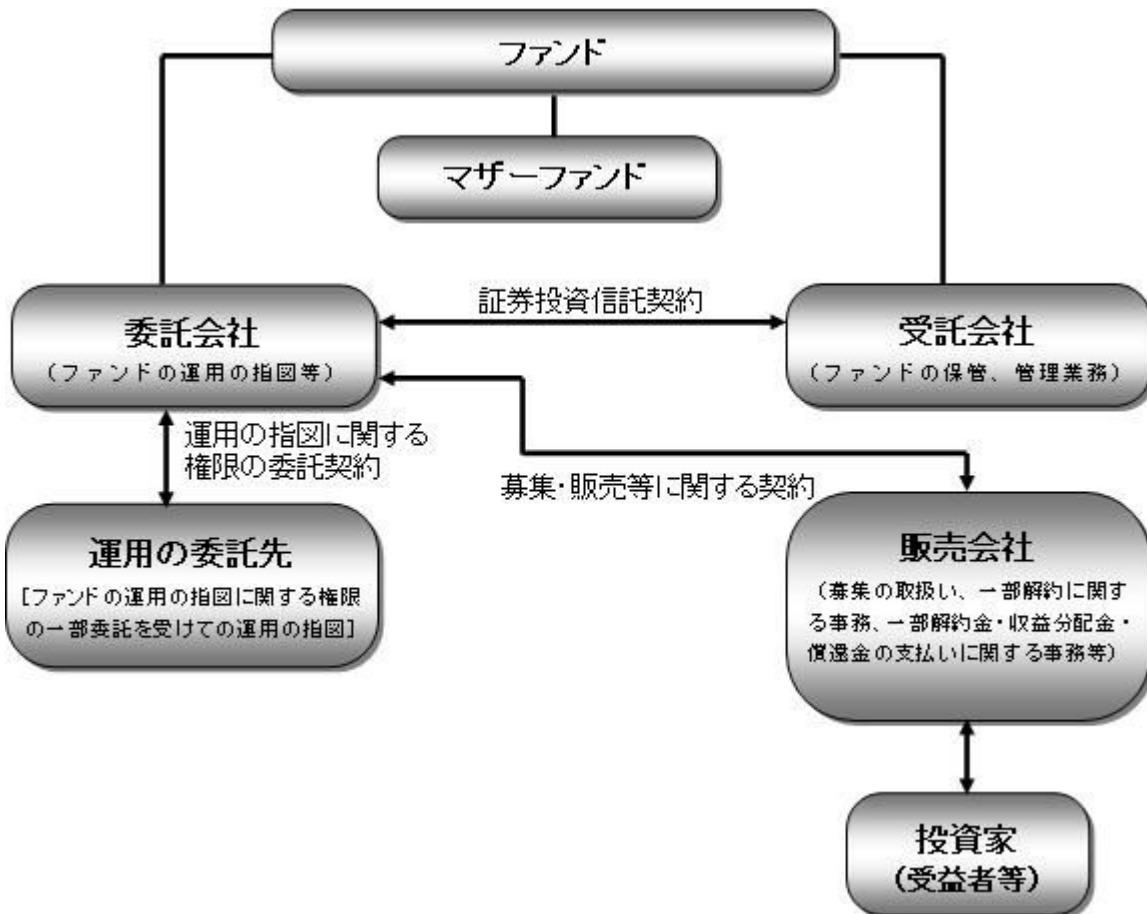 ファンド
マザーファンド
証券投資信託契約
委託会社
(ファンドの運用の指図等)
受託会社
(ファンドの保管、管理業務)
運用の指図に関する
権限の委託契約
募集・販売等に関する契約
運用の委託先
[ファンドの運用の指図に関する権限
の一部委託を受けての運用の指図]
販売会社
(募集の取扱い、一部解約に関す
る事務、一部解約金・収益分配金・
償還金の支払いに関する事務等)
投資家
(受益者等)